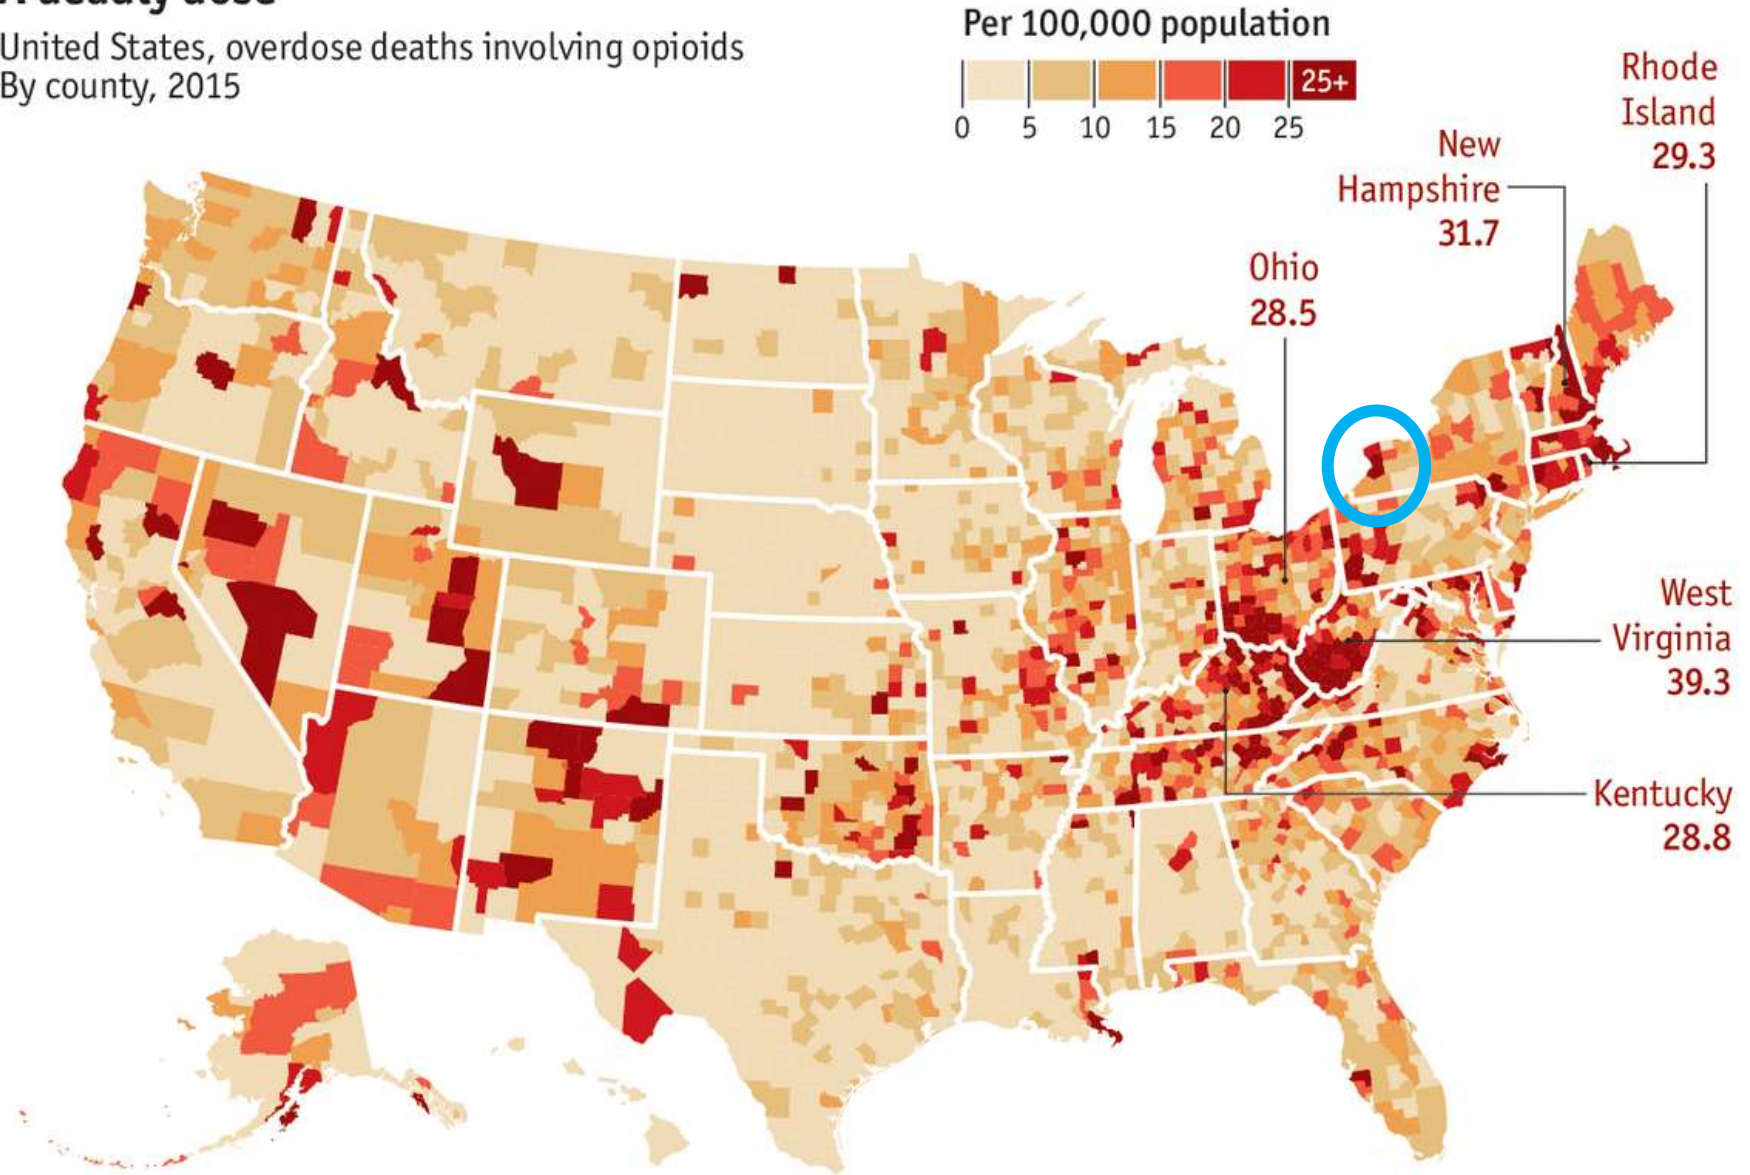 A deadly dose
United States, overdose deaths involving opioids
By county, 2015
Per 100,000 population
25+
0 5 10 15 20 25
Rhode
Island
29.3
New
Hampshire
31.7
Ohio
28.5
West
Virginia
39.3
Kentucky
28.8